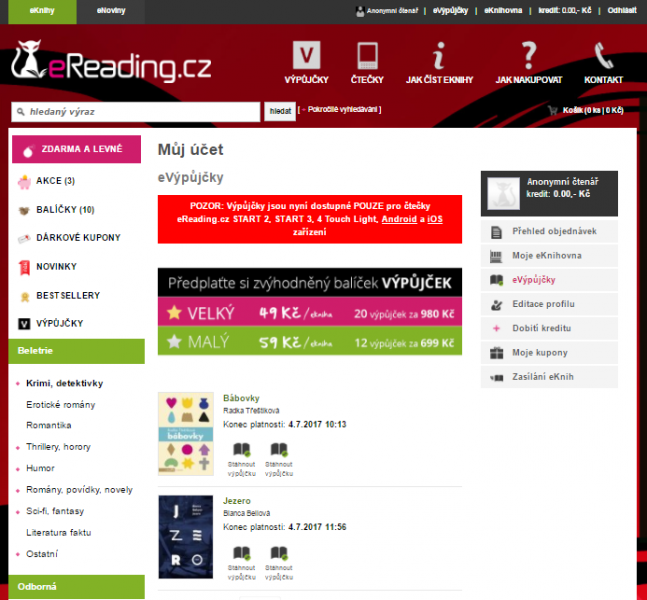 eKnihy
eNoviny
Anonymní čtenář | eVýpůjčky | eKnihovna | kredit: 0.00,- Kč | Odhlásit
eReading.cz
V
VÝPŮJČKY
ČTEČKY
JAK ČÍST EKNIHY
JAK NAKUPOVAT
KONTAKT
hledaný výraz
hledat
[ – Pokročilé vyhledávání ]
Košík (0 ks | 0 Kč)
ZDARMA A LEVNĚ
AKCE (3)
BALÍČKY (10)
DÁRKOVÉ KUPONY
NOVINKY
BESTSELLERY
V VÝPŮJČKY
Beletrie
Krimi, detektivky
Erotické romány
Romantika
Thrillery, horory
Humor
Romány, povídky, novely
Sci-fi, fantasy
Literatura faktu
Ostatní
Odborná
Můj účet
eVýpůjčky
POZOR: Výpůjčky jsou nyní dostupné POUZE pro čtečky
eReading.cz START 2, START 3, 4 Touch Light, Android a iOS
zařízení
Předplaťte si zvýhodněný balíček VÝPŮJČEK
VELKÝ 49 Kč/ekniha 20 výpůjček za 980 Kč
MALÝ 59 Kč/ekniha 12 výpůjček za 699 Kč
bábovky
Bábovky
Radka Třeštíková
Konec platnosti: 4.7.2017 10:13
Stáhnout
výpůjčku
Stáhnout
výpůjčku
J
E
Z
E
R O
Jezero
Bianca Bellová
Konec platnosti: 4.7.2017 11:56
Stáhnout
výpůjčku
Stáhnout
výpůjčku
Anonymní čtenář
kredit: 0.00,- Kč
Přehled objednávek
Moje eKnihovna
eVýpůjčky
Editace profilu
Dobití kreditu
Moje kupony
Zasílání eKnih